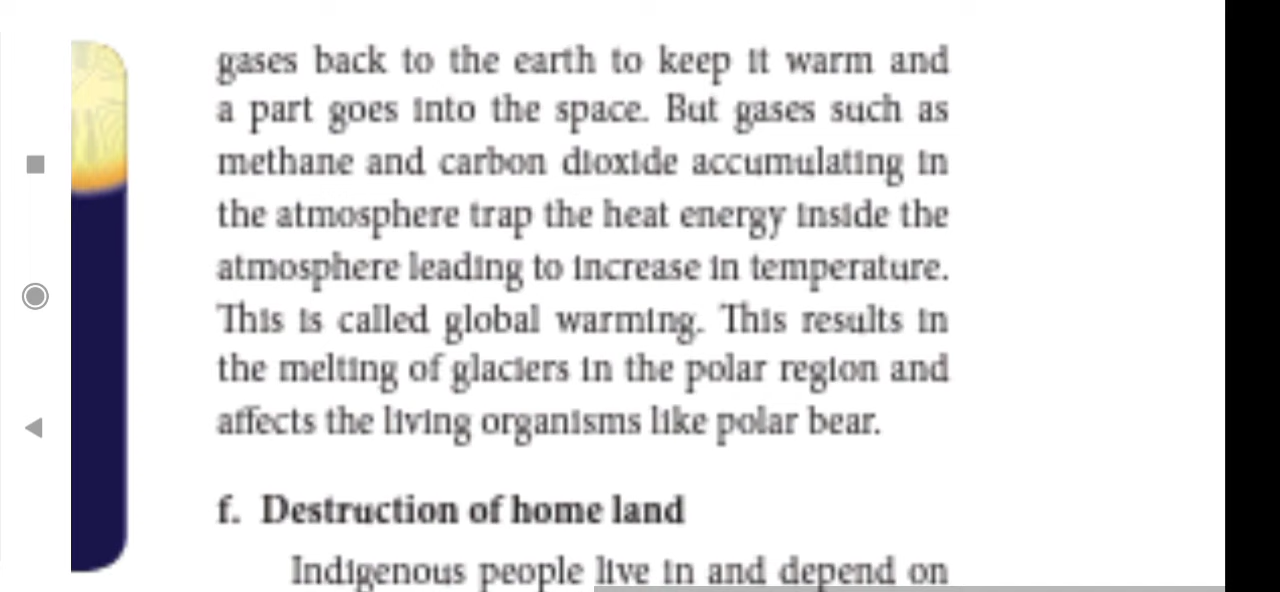 gases back to the earth to keep it warm and
a part goes into the space. But gases such as
methane and carbon dioxide accumulating in
the atmosphere trap the heat energy inside the
atmosphere leading to increase in temperature.
This is called global warming. This results in
the melting of glaciers in the polar region and
affects the living organisms like polar bear.
f. Destruction of home land
Indigenous people live in and depend on